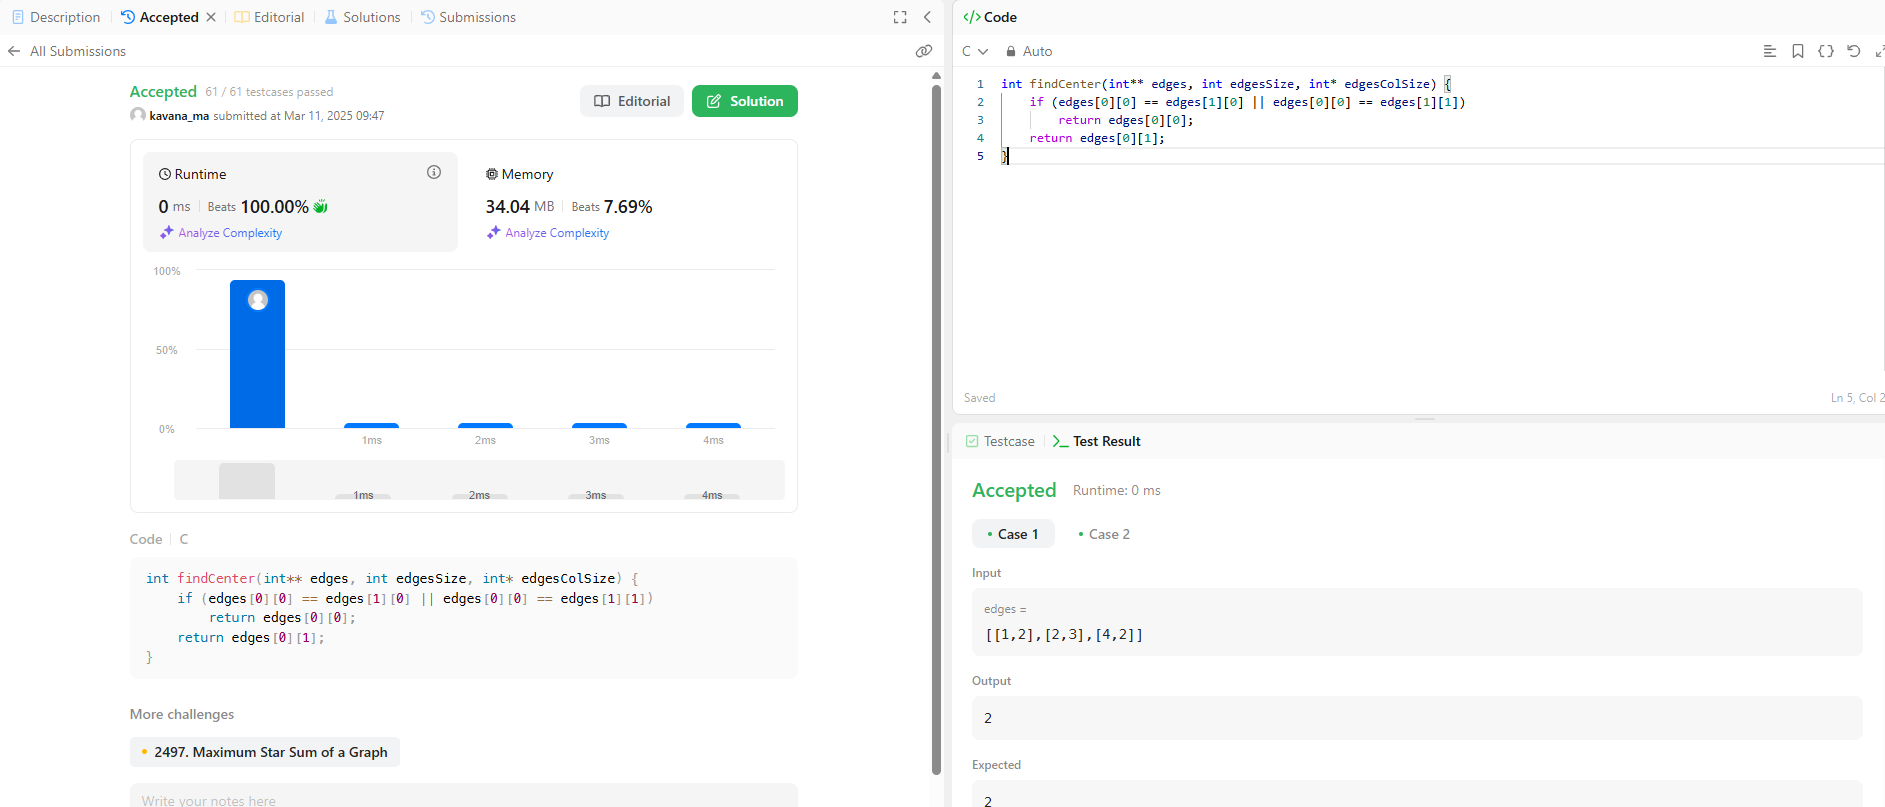 Description
Accepted
Editorial
Solutions
Submissions
All Submissions
Accepted 61 / 61 testcases passed
kavana_ma submitted at Mar 11, 2025 09:47
Editorial
Solution
Runtime
0 ms Beats 100.00%
Analyze Complexity
Memory
34.04 MB Beats 7.69%
Analyze Complexity
100%
50%
0%
1ms 2ms 3ms 4ms
1ms 2ms 3ms 4ms
Code C
int findCenter(int** edges, int edgesSize, int* edgesColSize) {
    if (edges[0][0] == edges[1][0] || edges[0][0] == edges[1][1])
        return edges[0][0];
    return edges[0][1];
}
More challenges
2497. Maximum Star Sum of a Graph
Write your notes here
</> Code
C Auto
1 int findCenter(int** edges, int edgesSize, int* edgesColSize) {
2     if (edges[0][0] == edges[1][0] || edges[0][0] == edges[1][1])
3         return edges[0][0];
4     return edges[0][1];
5 }
Saved
Ln 5, Col 2
Testcase
Test Result
Accepted Runtime: 0 ms
Case 1
Case 2
Input
edges =
[[1,2],[2,3],[4,2]]
Output
2
Expected
2